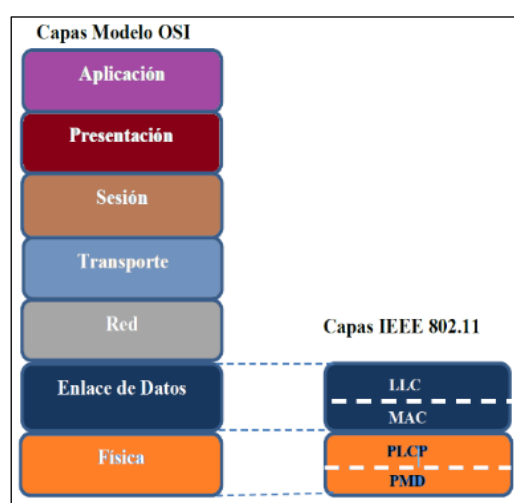 Capas Modelo OSI
Aplicación
Presentación
Sesión
Transporte
Red
Enlace de Datos
Física
Capas IEEE 802.11
LLC
MAC
PLCP
PMD